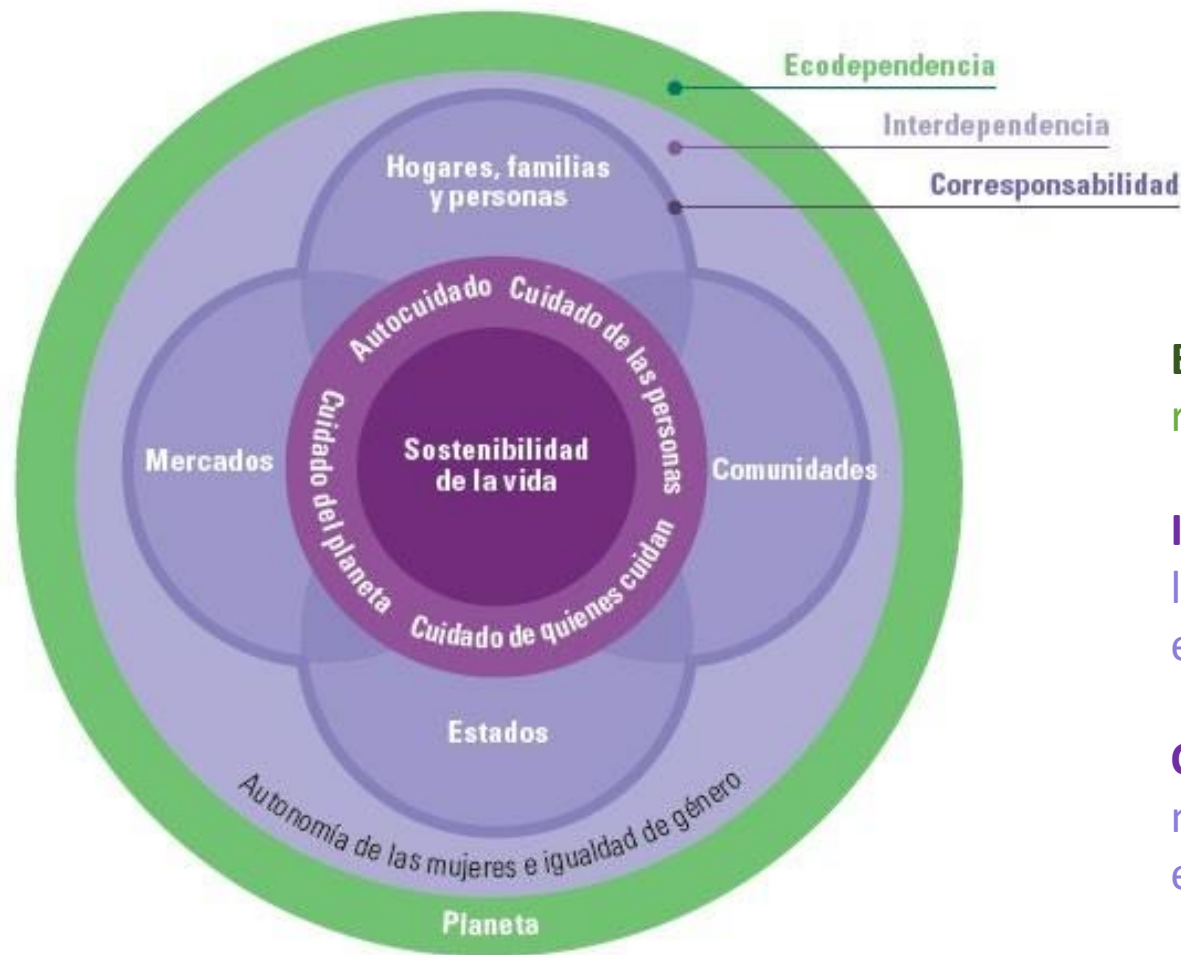 Ecodependencia
Interdependencia
Corresponsabilidad
Hogares, familias
y personas
Autocuidado
Cuidado de las personas
Mercados
Sostenibilidad
de la vida
Comunidades
Cuidado del planeta
Cuidado de quienes cuidan
Estados
Autonomía de las mujeres e igualdad de género
Planeta